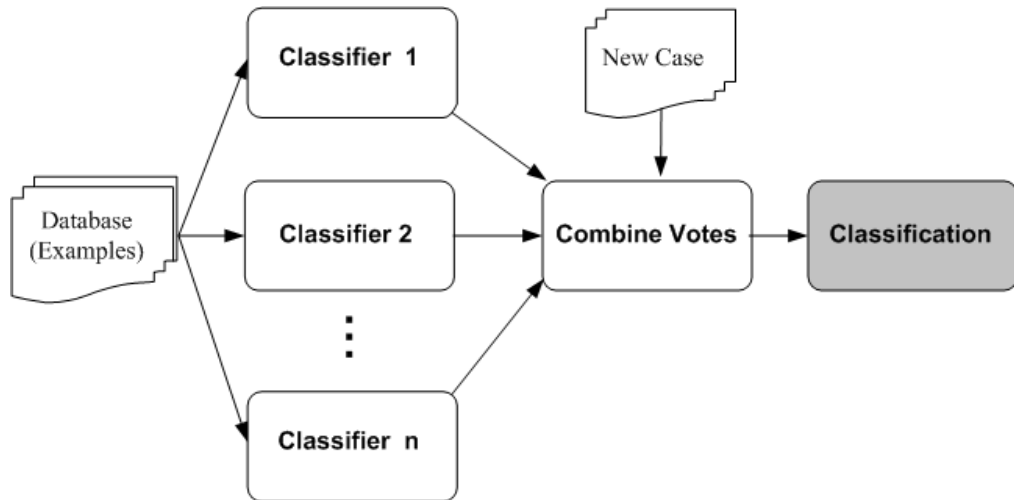 Classifier 1
New Case
Database
(Examples)
Classifier 2
Combine Votes
Classification
Classifier n